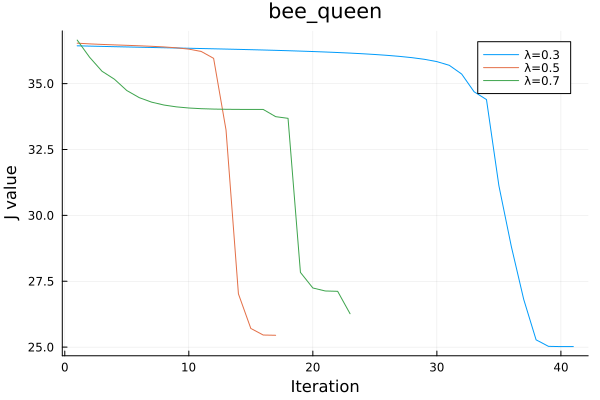 bee_queen
J value
35.0
32.5
30.0
27.5
25.0
λ=0.3
λ=0.5
λ=0.7
0 10 20 30 40
Iteration